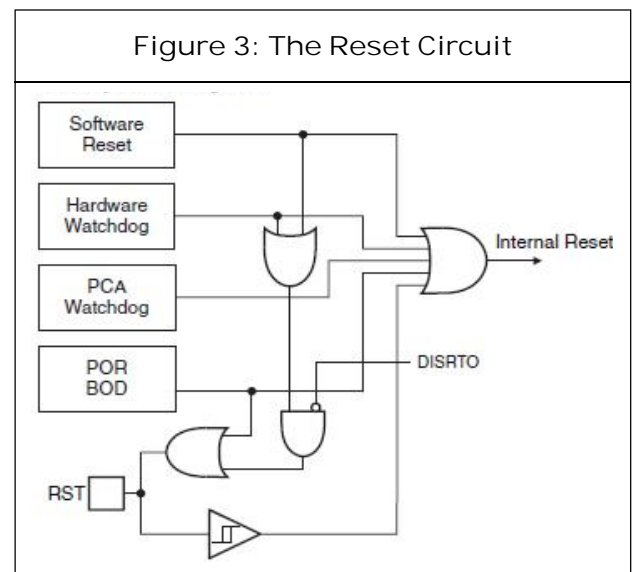 Figure 3: The Reset Circuit
Software
Reset
Hardware
Watchdog
Internal Reset
PCA
Watchdog
POR
BOD
DISRTO
RST